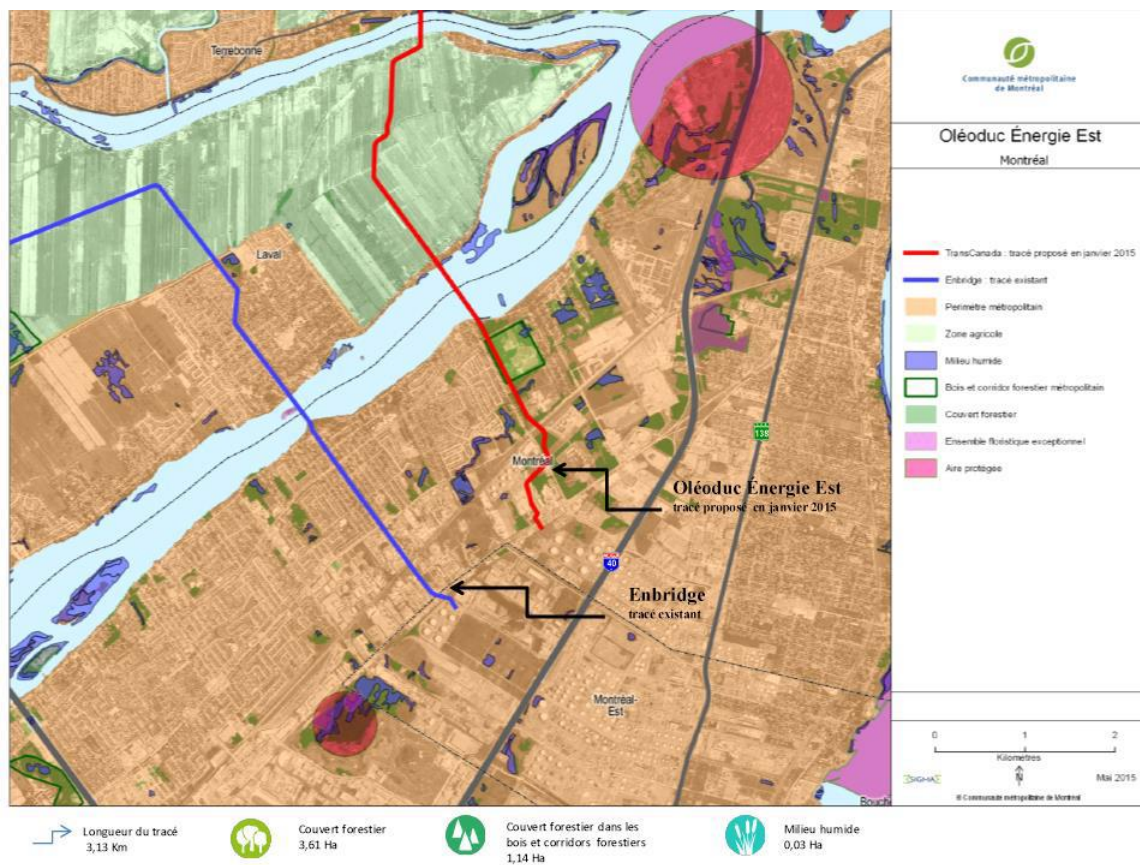 Terrebonne
Laval
Montréal
Oléoduc Énergie Est
tracé proposé en janvier 2015
Enbridge
tracé existant
40
138
Montréal-
Est
Communauté métropolitaine
de Montréal
Oléoduc Énergie Est
Montréal
TransCanada : tracé proposé en janvier 2015
Enbridge : tracé existant
Perimètre métropolitain
Zone agricole
Milieu humide
Bois et corridor forestier métropolitain
Couvert forestier
Ensemble floristique exceptionnel
Aire protégée
0 1 2
Kilomètres
N
SIGMA
Mai 2015
© Communauté métropolitaine de Montréal
Longueur du tracé
3,13 Km
Couvert forestier
3,61 Ha
Couvert forestier dans les
bois et corridors forestiers
1,14 Ha
Milieu humide
0,03 Ha